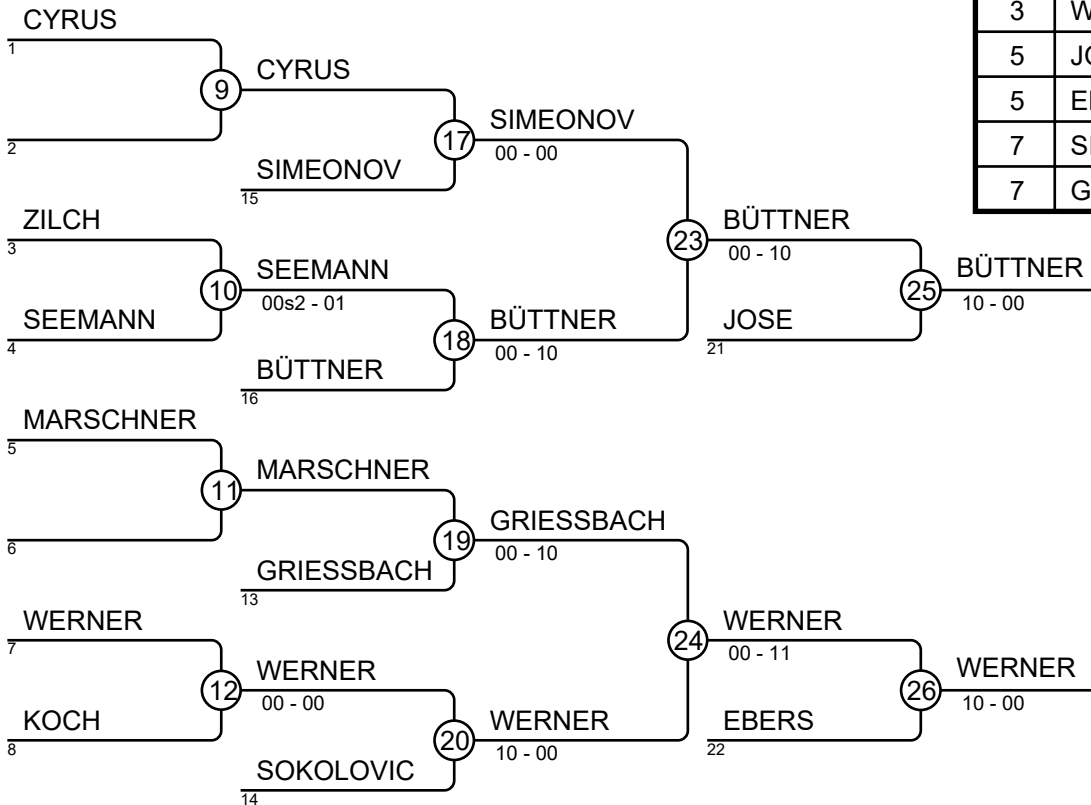 CYRUS
1
9
2
CYRUS
17
SIMEONOV
15
SIMEONOV
00 - 00
ZILCH
3
10
SEEMANN
4
SEEMANN
00s2 - 01
18
BÜTTNER
16
BÜTTNER
00 - 10
23
BÜTTNER
00 - 10
25
JOSE
21
BÜTTNER
10 - 00
MARSCHNER
5
11
6
MARSCHNER
19
GRIESSBACH
13
GRIESSBACH
00 - 10
WERNER
7
12
KOCH
8
WERNER
00 - 00
20
SOKOLOVIC
14
WERNER
10 - 00
24
WERNER
00 - 11
26
EBERS
22
WERNER
10 - 00
3
5
5
7
7